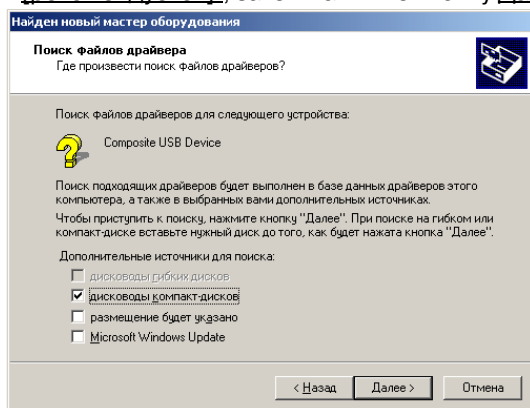 Найден новый мастер оборудования
Поиск файлов драйвера
Где произвести поиск файлов драйверов?
Поиск файлов драйверов для следующего устройства:
Composite USB Device
Поиск подходящих драйверов будет выполнен в базе данных драйверов этого
компьютера, а также в выбранных вами дополнительных источниках.
Чтобы приступить к поиску, нажмите кнопку "Далее". При поиске на гибком или
компакт-диске вставьте нужный диск до того, как будет нажата кнопка "Далее".
Дополнительные источники для поиска:
дисководы гибких дисков
дисководы компакт-дисков
размещение будет указано
Microsoft Windows Update
< Назад Далее > Отмена